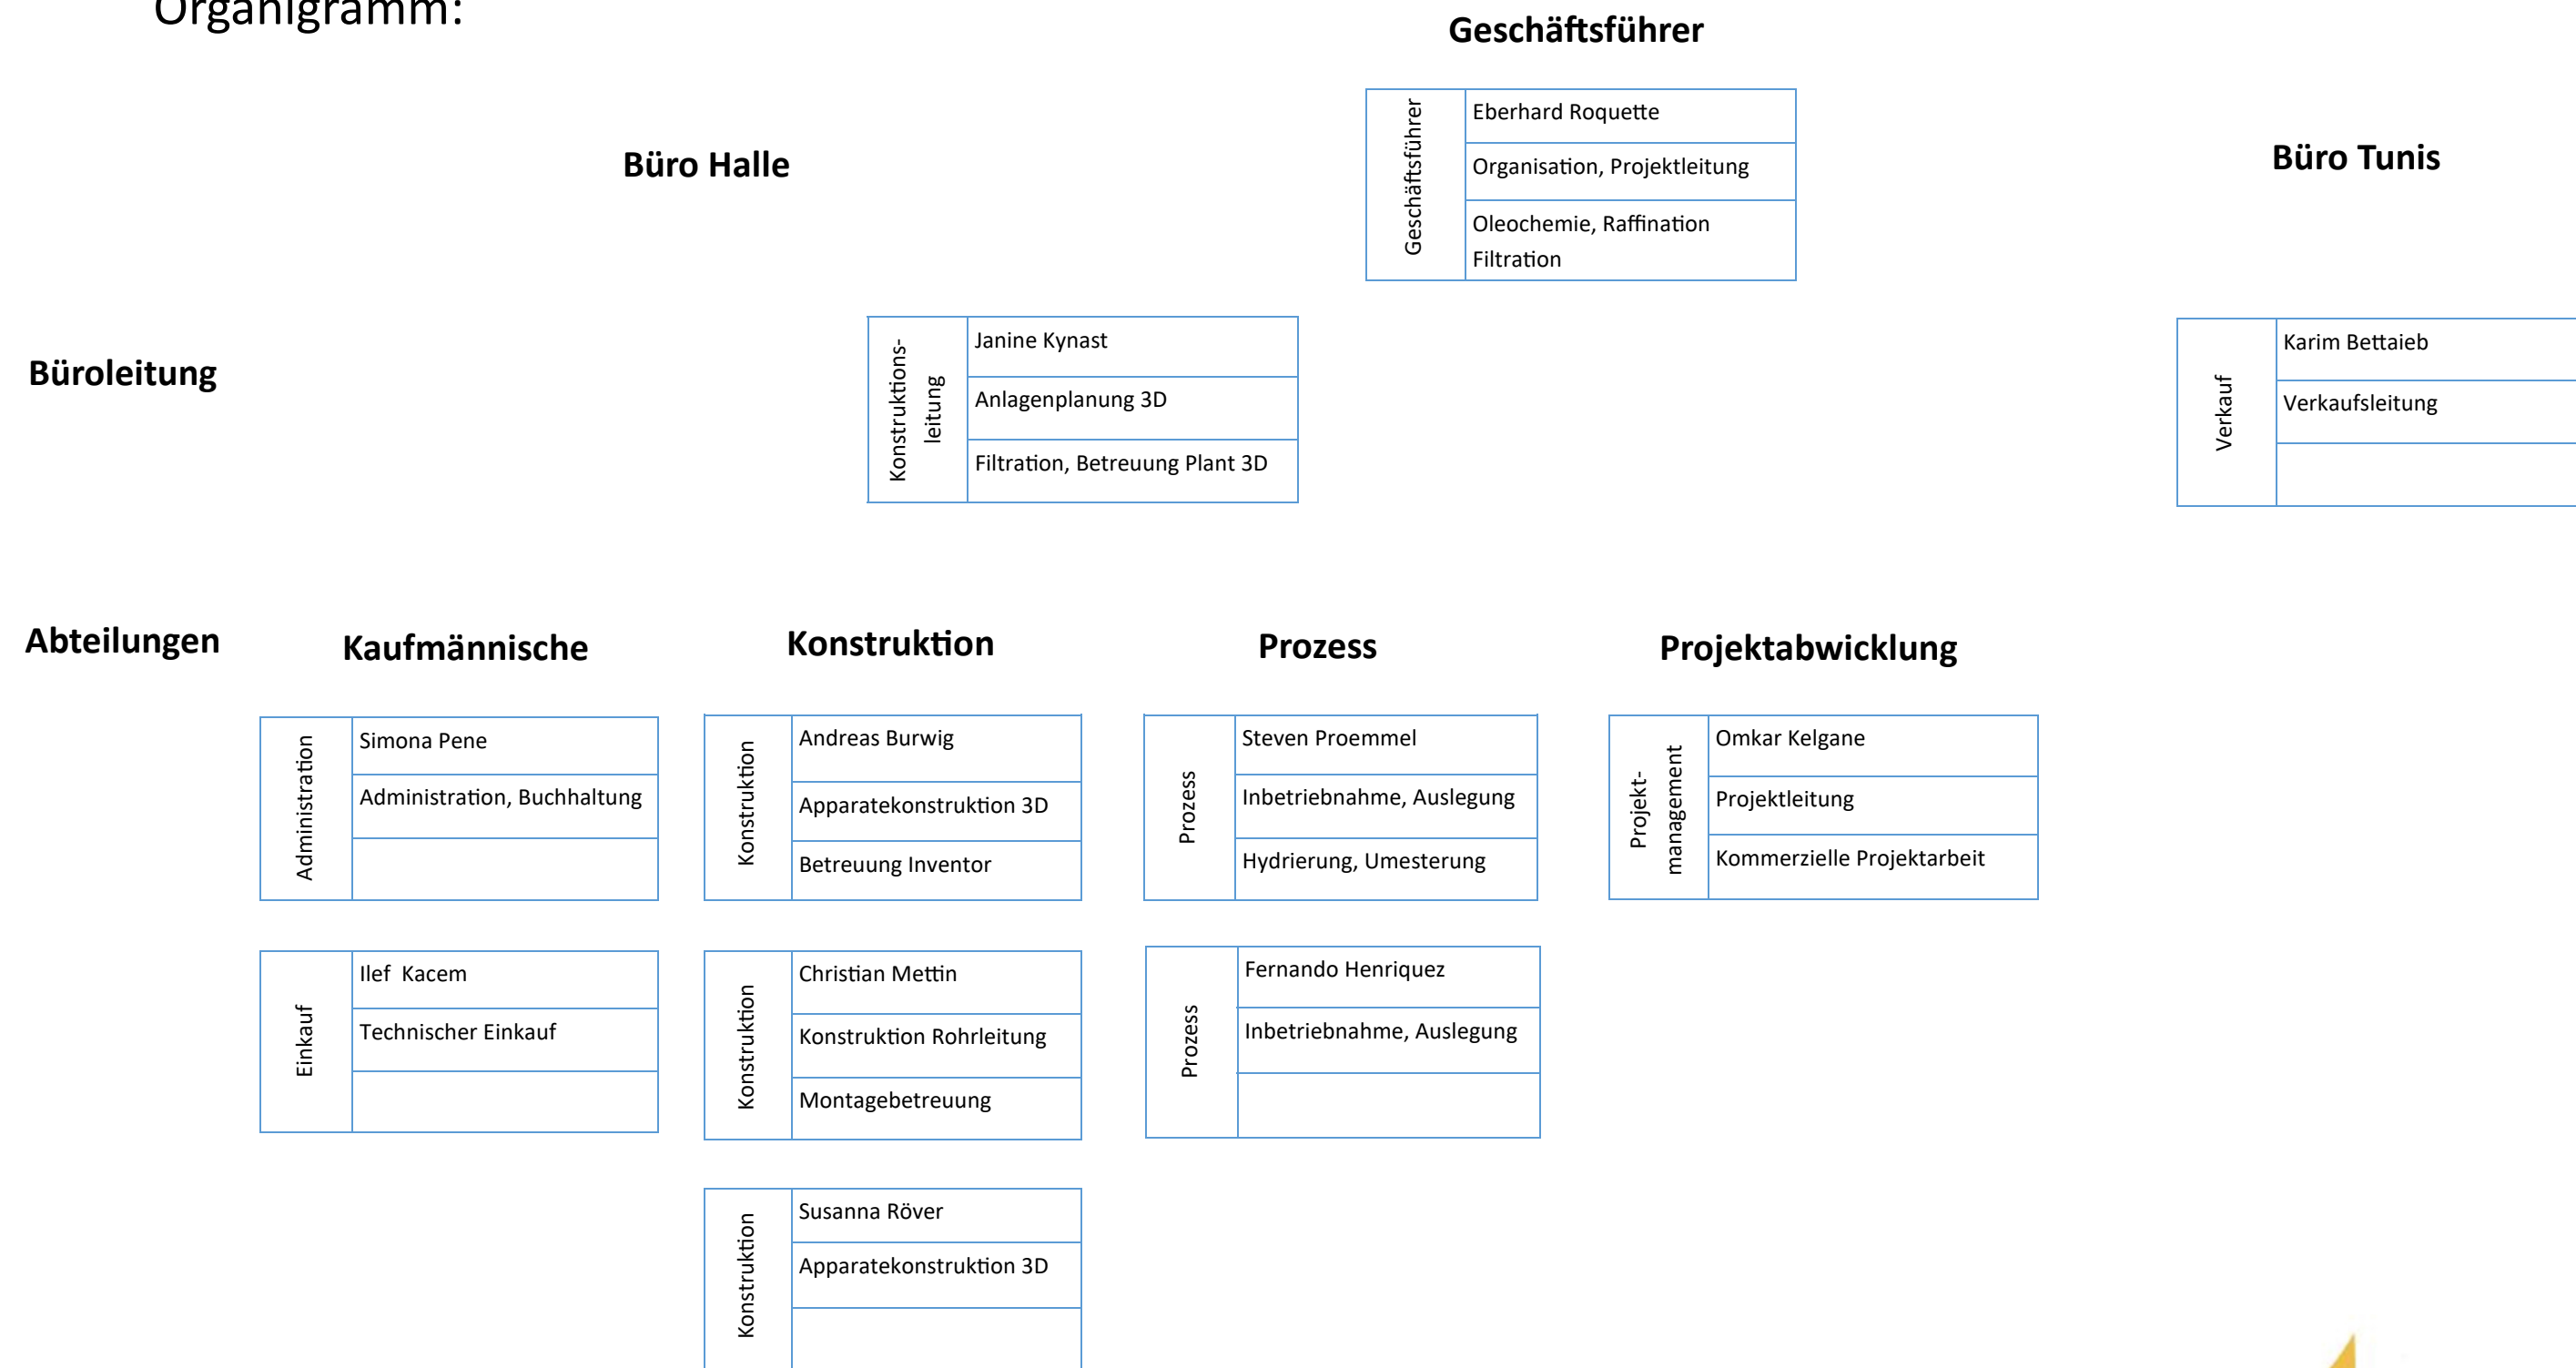 Organigramm:
Geschäftsführer
Büro Halle
Büro Tunis
Geschäftsführer
Eberhard Roquette
Organisation, Projektleitung
Oleochemie, Raffination
Filtration
Büroleitung
Konstruktions-
leitung
Janine Kynast
Anlagenplanung 3D
Filtration, Betreuung Plant 3D
Verkauf
Karim Bettaieb
Verkaufsleitung
Abteilungen
Kaufmännische
Konstruktion
Prozess
Projektabwicklung
Administration
Simona Pene
Administration, Buchhaltung
Konstruktion
Andreas Burwig
Apparatekonstruktion 3D
Betreuung Inventor
Prozess
Steven Proemmel
Inbetriebnahme, Auslegung
Hydrierung, Umesterung
Projekt-
management
Omkar Kelgane
Projektleitung
Kommerzielle Projektarbeit
Einkauf
Ilef  Kacem
Technischer Einkauf
Konstruktion
Christian Mettin
Konstruktion Rohrleitung
Montagebetreuung
Prozess
Fernando Henriquez
Inbetriebnahme, Auslegung
Konstruktion
Susanna Röver
Apparatekonstruktion 3D